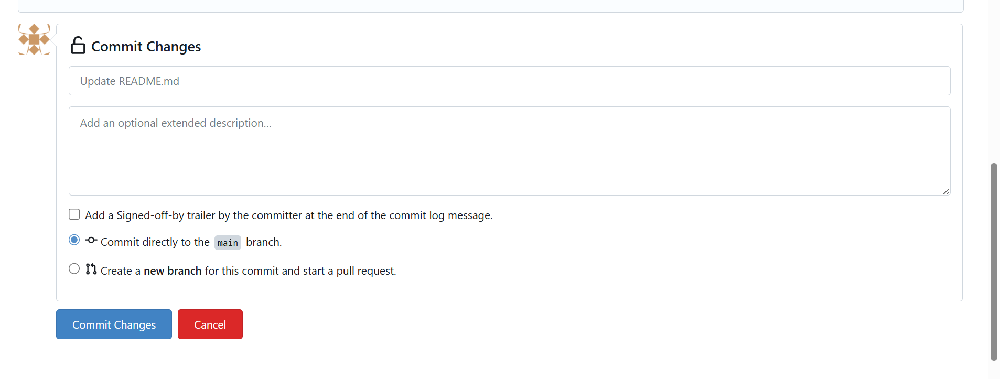 Commit Changes
Update README.md
Add an optional extended description...
Add a Signed-off-by trailer by the committer at the end of the commit log message.
Commit directly to the main branch.
Create a new branch for this commit and start a pull request.
Commit Changes Cancel